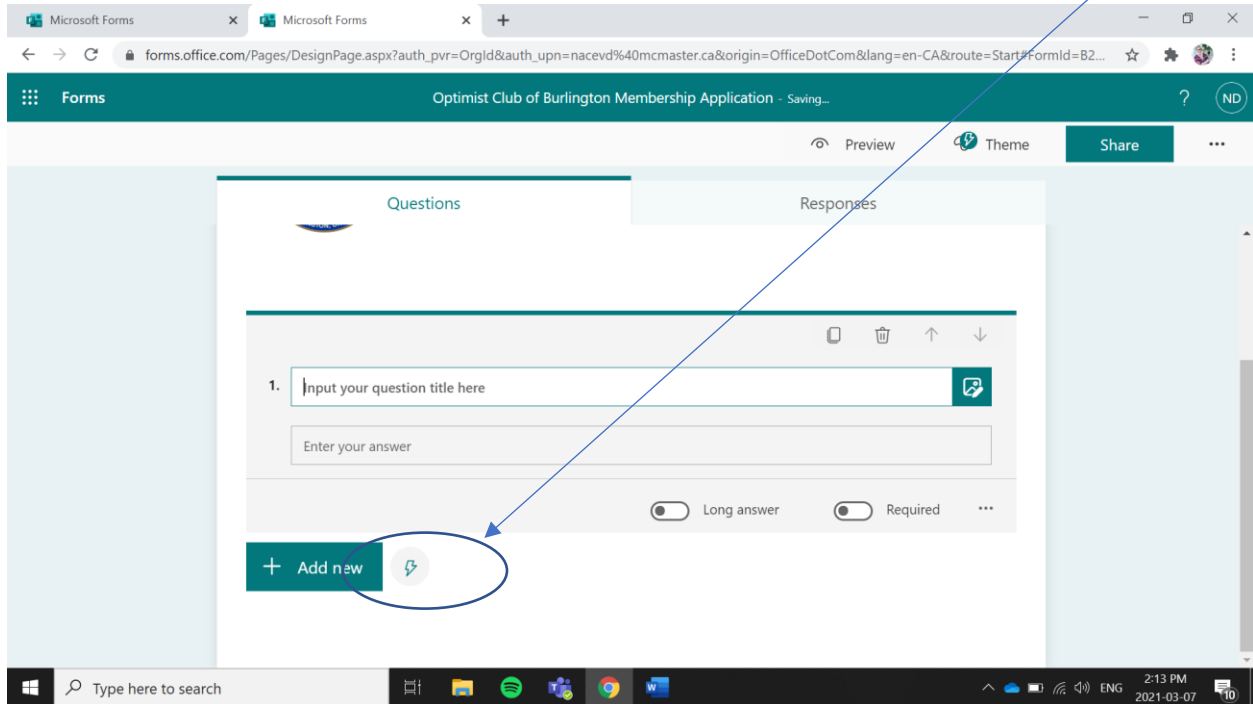 Microsoft Forms
Microsoft Forms
forms.office.com/Pages/DesignPage.aspx?auth_pvr=OrgId&auth_upn=nacevd%40mcmaster.ca&origin=OfficeDotCom&lang=en-CA&route=Start#FormId=B2...
Forms
Optimist Club of Burlington Membership Application - Saving...
? ND
Preview
Theme
Share
Questions
Responses
1. Input your question title here
Enter your answer
Long answer
Required
+ Add new
Type here to search
ENG
2:13 PM
2021-03-07
10